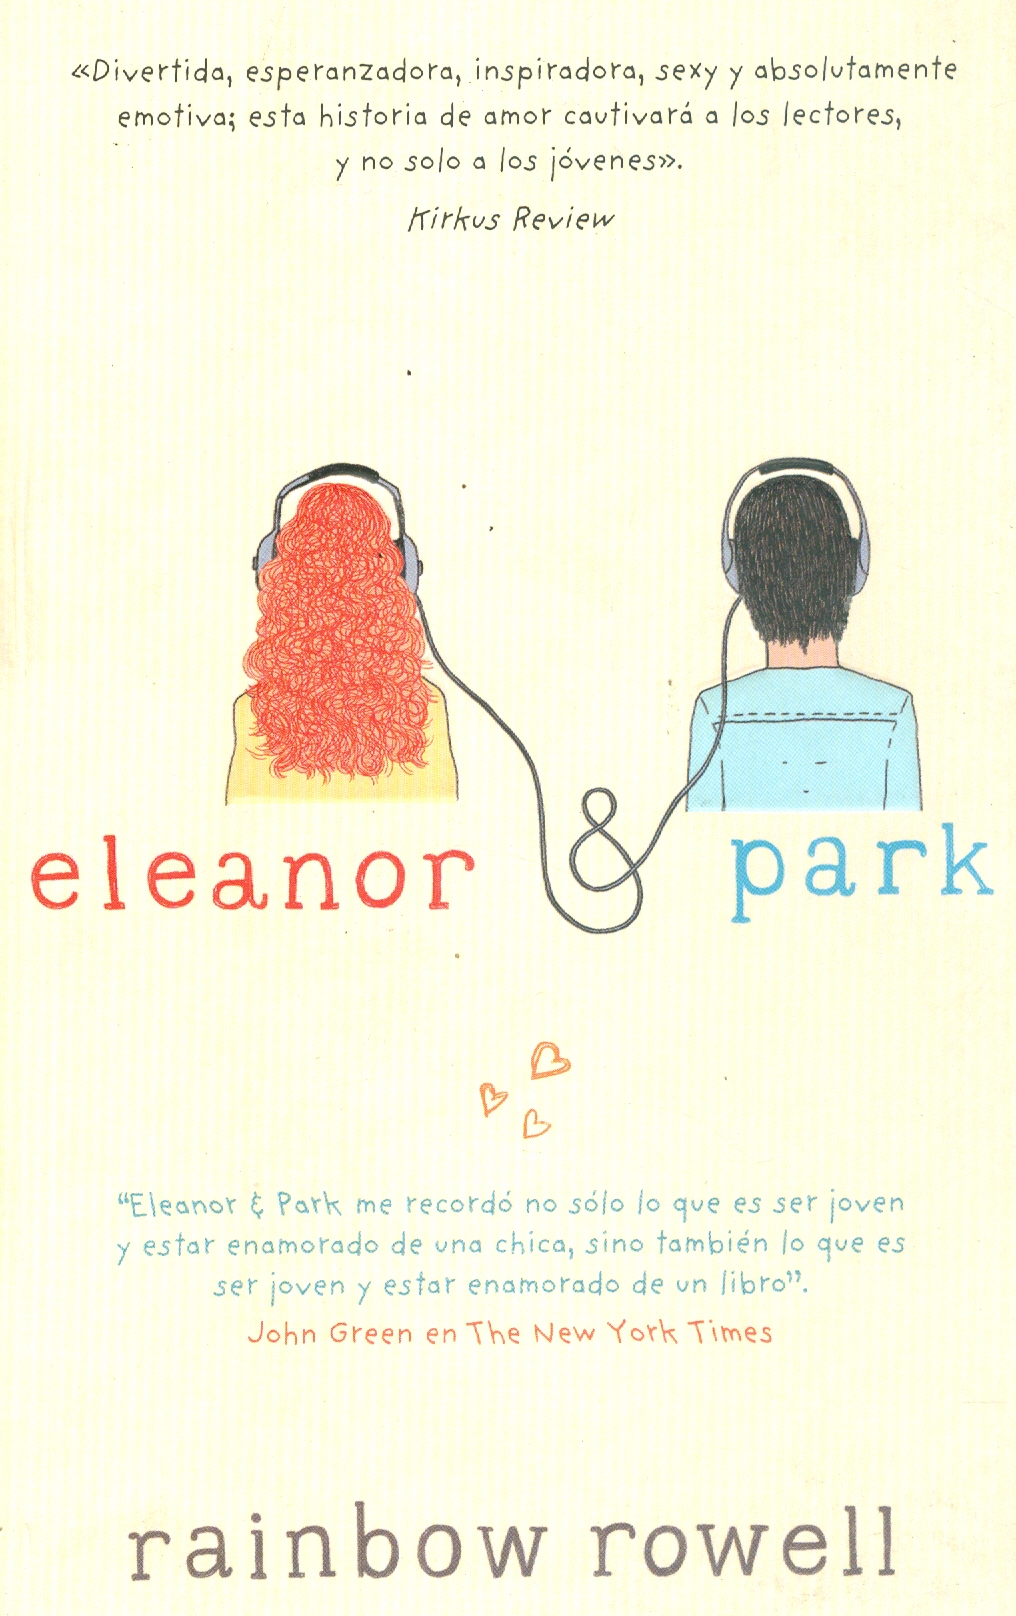 «Divertida, esperanzadora, inspiradora, sexy y absolutamente
emotiva; esta historia de amor cautivará a los lectores,
y no solo a los jóvenes».
Kirkus Review
eleanor & park
“Eleanor & Park me recordó no sólo lo que es ser joven
y estar enamorado de una chica, sino también lo que es
ser joven y estar enamorado de un libro”.
John Green en The New York Times
rainbow rowell